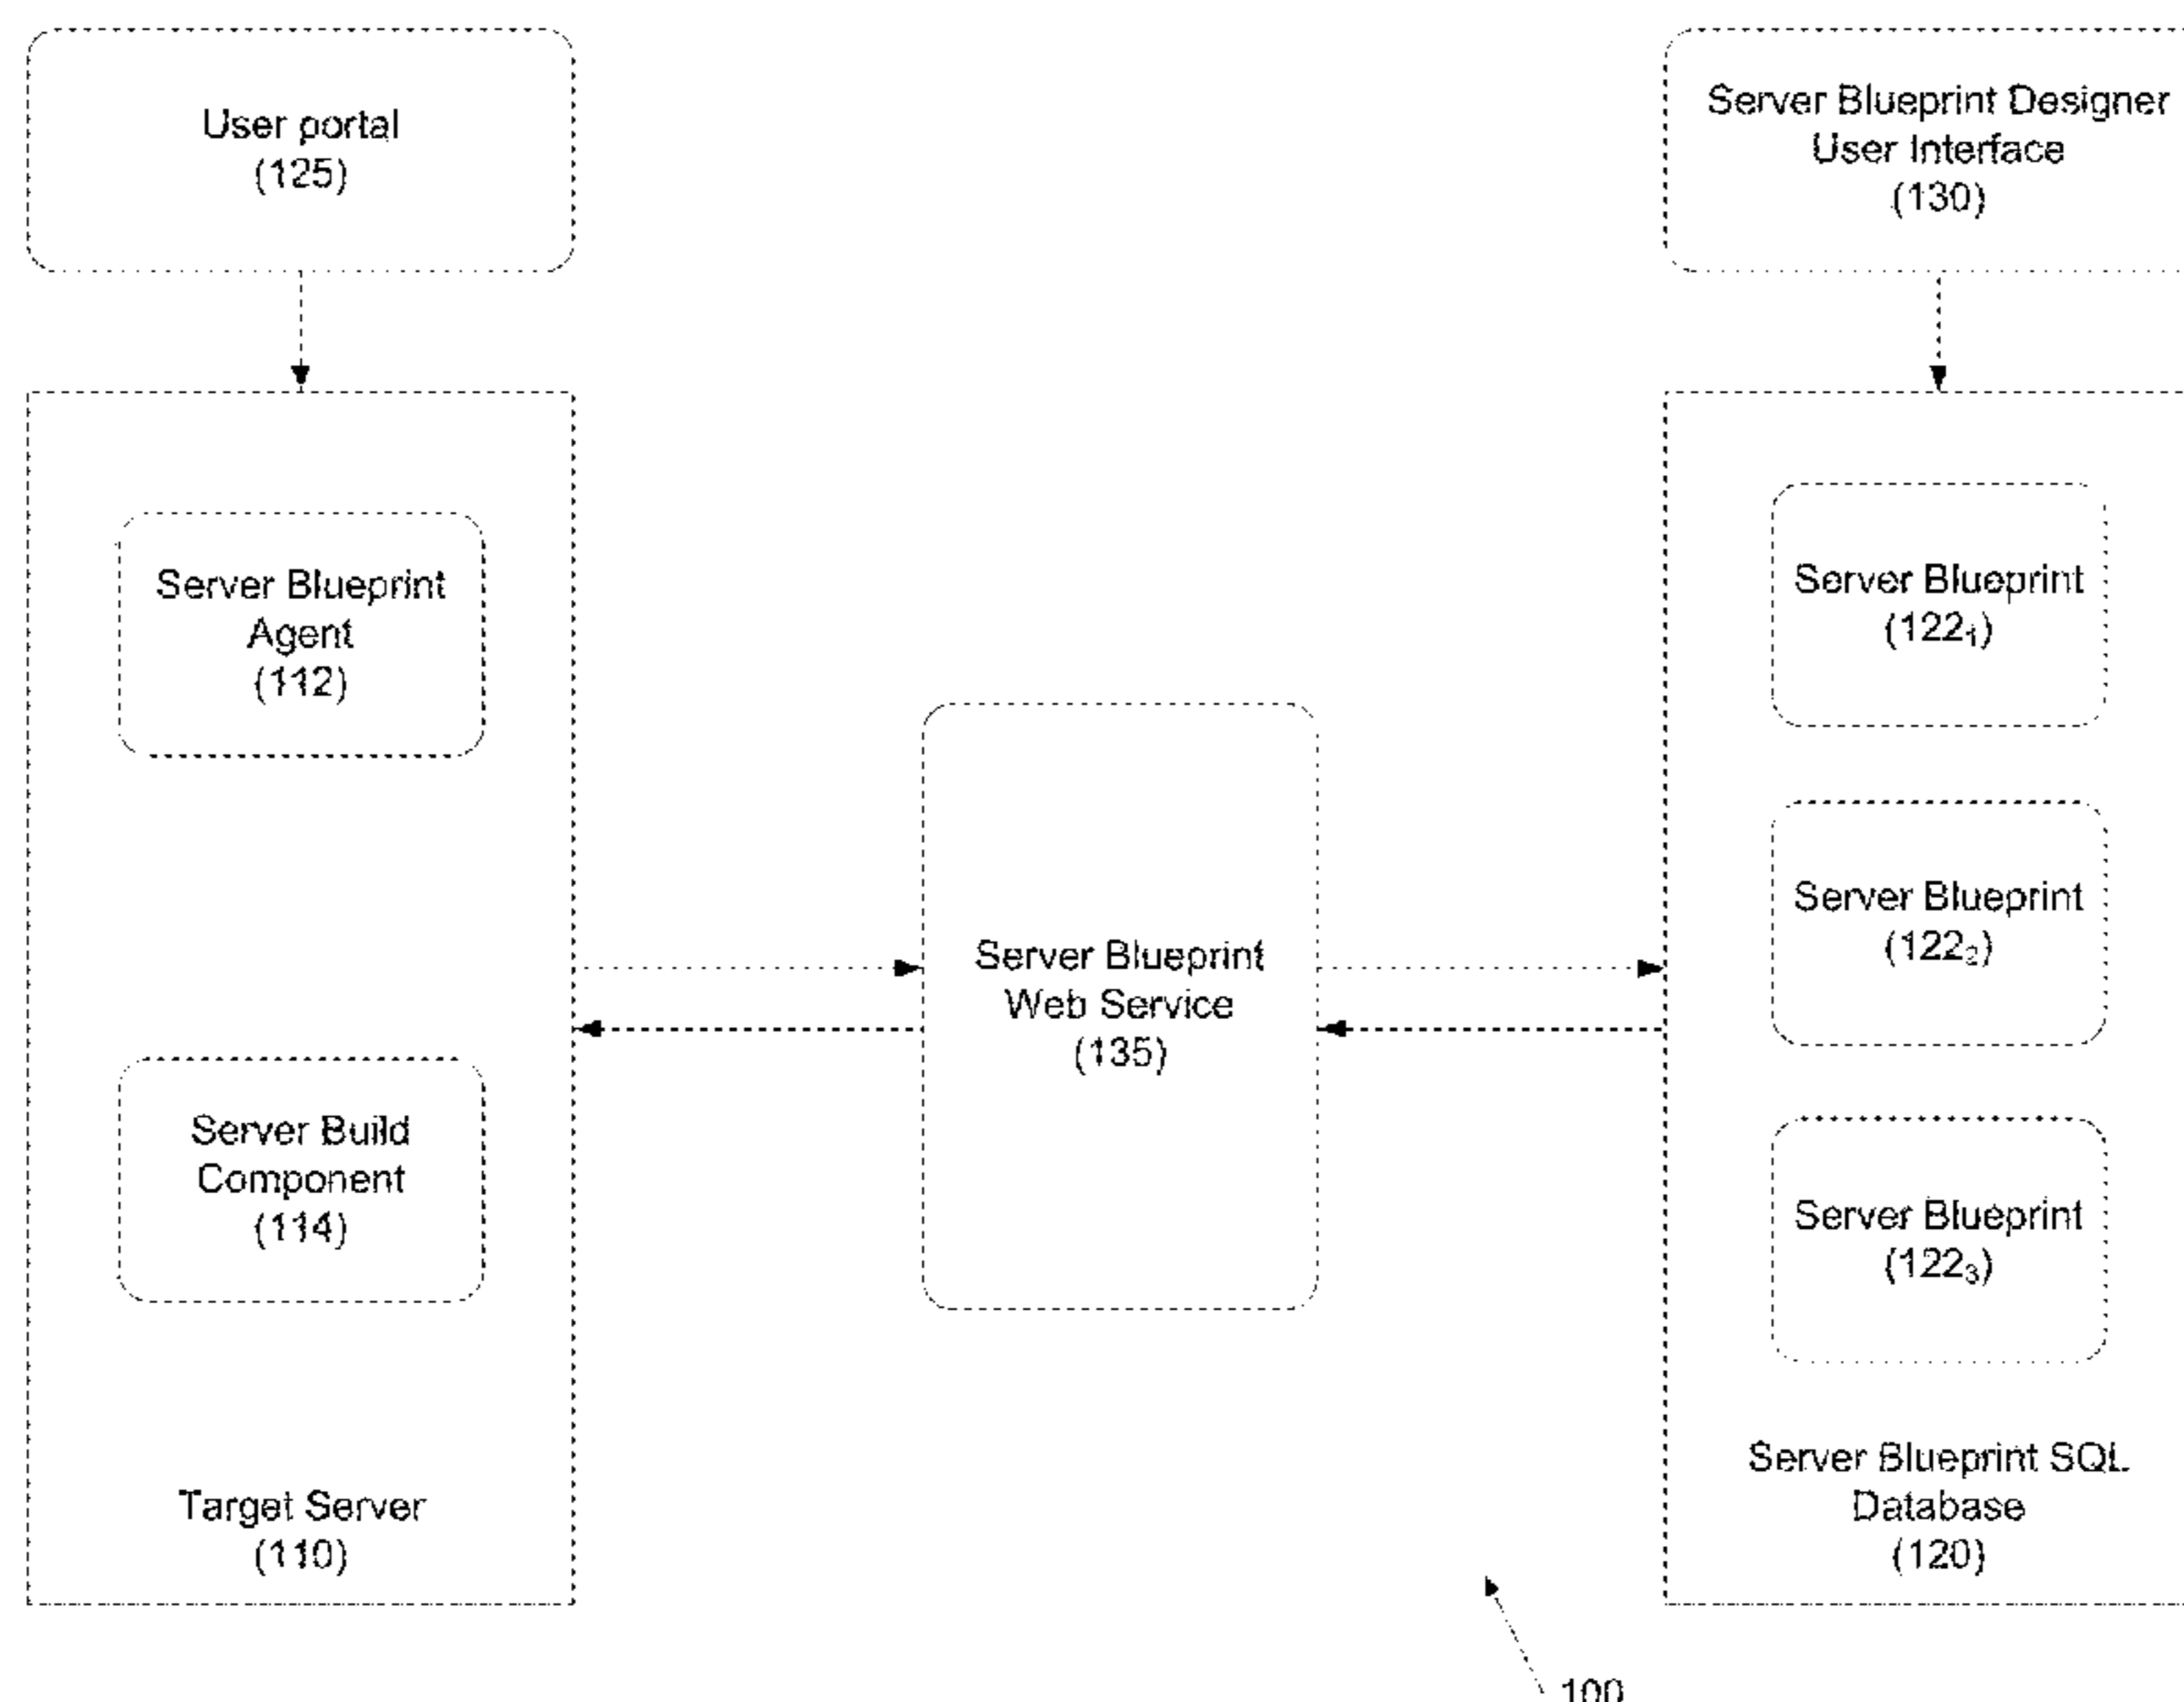 User portal
(125)
Server Blueprint Designer
User Interface
(130)
Server Blueprint
Agent
(112)
Server Build
Component
(114)
Target Server
(110)
Server Blueprint
Web Service
(135)
Server Blueprint
(122₁)
Server Blueprint
(122₂)
Server Blueprint
(122₃)
Server Blueprint SQL
Database
(120)
100